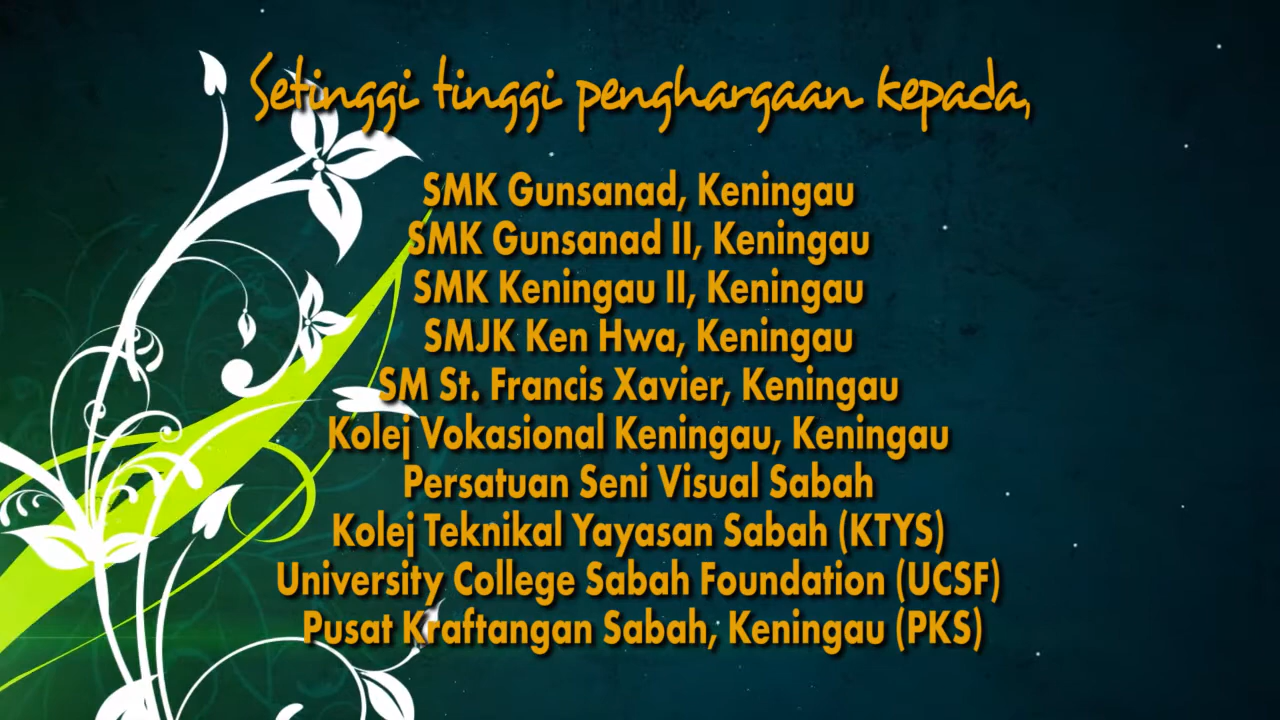 Setinggi tinggi penghargaan kepada,
SMK Gunsanad, Keningau
SMK Gunsanad II, Keningau
SMK Keningau II, Keningau
SMJK Ken Hwa, Keningau
SM St. Francis Xavier, Keningau
Kolej Vokasional Keningau, Keningau
Persatuan Seni Visual Sabah
Kolej Teknikal Yayasan Sabah (KTYS)
University College Sabah Foundation (UCSF)
Pusat Kraftangan Sabah, Keningau (PKS)